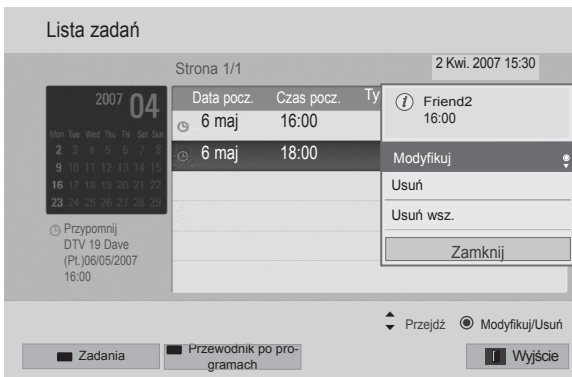 Lista zadań
Strona 1/1
2 Kwi. 2007 15:30
2007 04
Mon Tue Wed Thu Fri Sat Sun
2 3 4 5 6 7 8
9 10 11 12 13 14 15
16 17 18 19 20 21 22
23 24 25 26 27 28 29
Przypomnij
DTV 19 Dave
(Pt.)06/05/2007
16:00
Data pocz. Czas pocz. Ty
6 maj 16:00
6 maj 18:00
Friend2
16:00
Modyfikuj
Usuń
Usuń wsz.
Zamknij
Przejdź Modyfikuj/Usuń
Zadania
Przewodnik po pro-
gramach
Wyjście